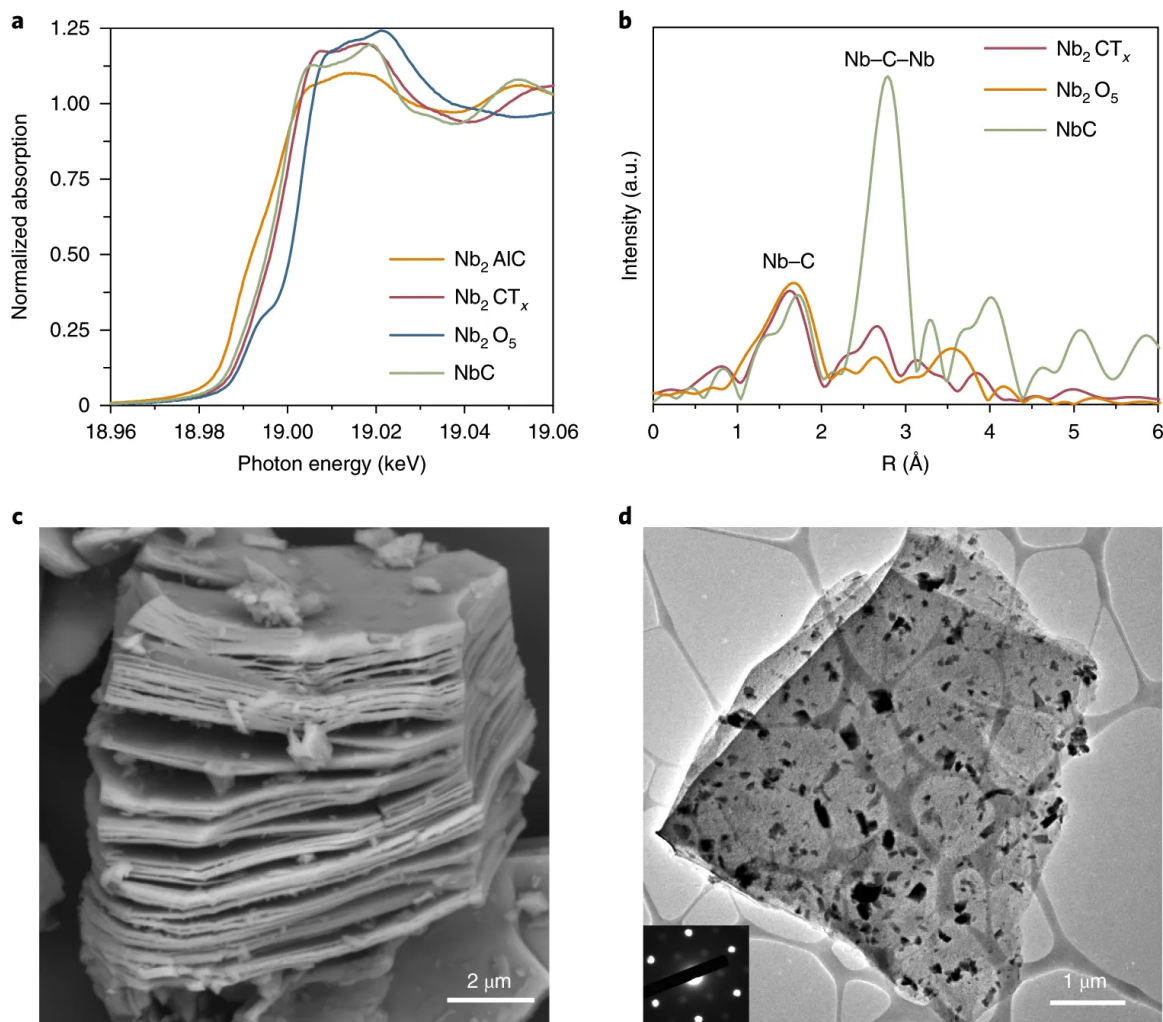 a
1.25
1.00
0.75
0.50
0.25
0
Normalized absorption
Nb₂ AlC
Nb₂ CTₓ
Nb₂ O₅
NbC
18.96 18.98 19.00 19.02 19.04 19.06
Photon energy (keV)
b
Intensity (a.u.)
Nb–C–Nb
Nb–C
Nb₂ CTₓ
Nb₂ O₅
NbC
0 1 2 3 4 5 6
R (Å)
c
2 μm
d
1 μm